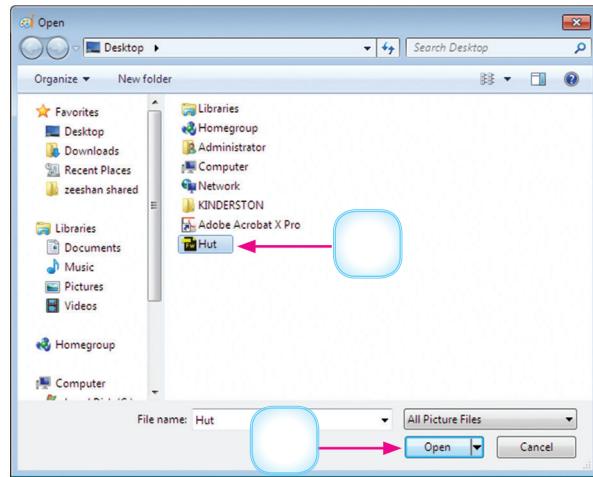 Open
Desktop
Search Desktop
Organize
New folder
Favorites
Desktop
Downloads
Recent Places
zeeshan shared
Libraries
Documents
Music
Pictures
Videos
Homegroup
Computer
Libraries
Homegroup
Administrator
Computer
Network
KINDERSTON
Adobe Acrobat X Pro
Hut
File name: Hut
All Picture Files
Open
Cancel